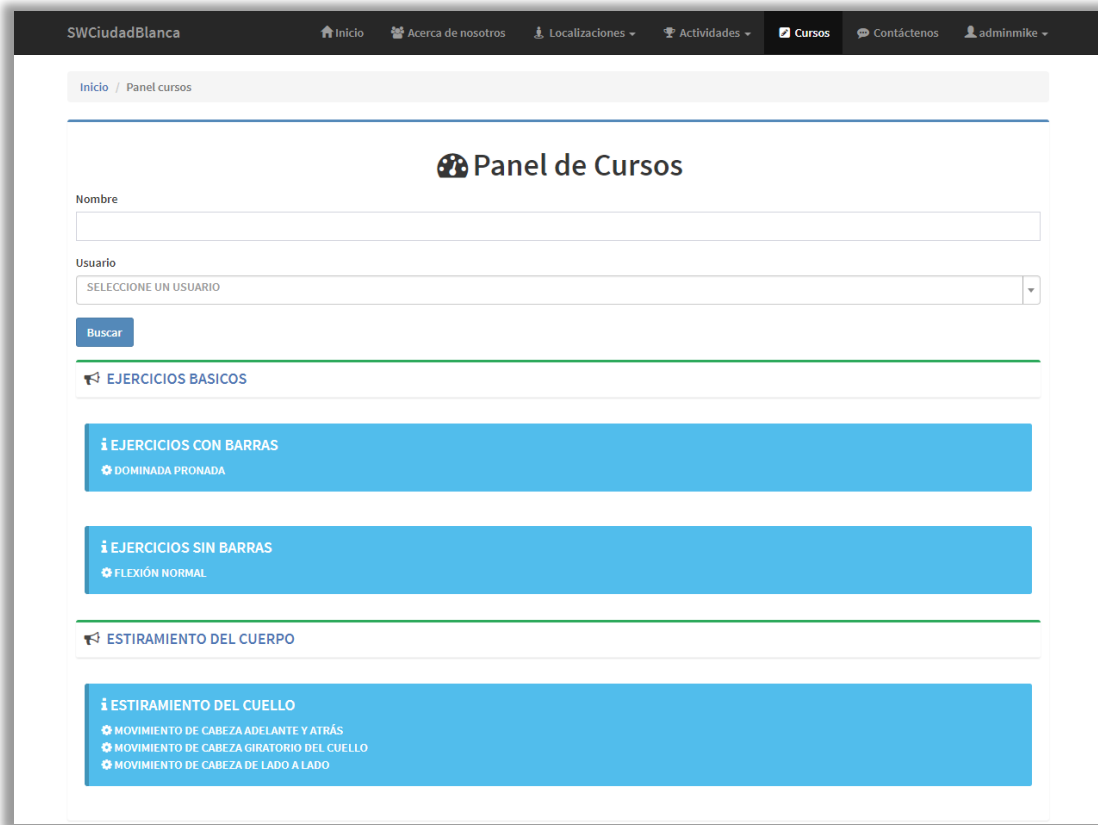 SWCiudadBlanca Inicio Acerca de nosotros Localizaciones Actividades Cursos Contáctenos adminmike
Inicio / Panel cursos
Panel de Cursos
Nombre
Usuario
SELECCIONE UN USUARIO
Buscar
EJERCICIOS BASICOS
EJERCICIOS CON BARRAS
DOMINADA PRONADA
EJERCICIOS SIN BARRAS
FLEXIÓN NORMAL
ESTIRAMIENTO DEL CUERPO
ESTIRAMIENTO DEL CUELLO
MOVIMIENTO DE CABEZA ADELANTE Y ATRÁS
MOVIMIENTO DE CABEZA GIRATORIO DEL CUELLO
MOVIMIENTO DE CABEZA DE LADO A LADO